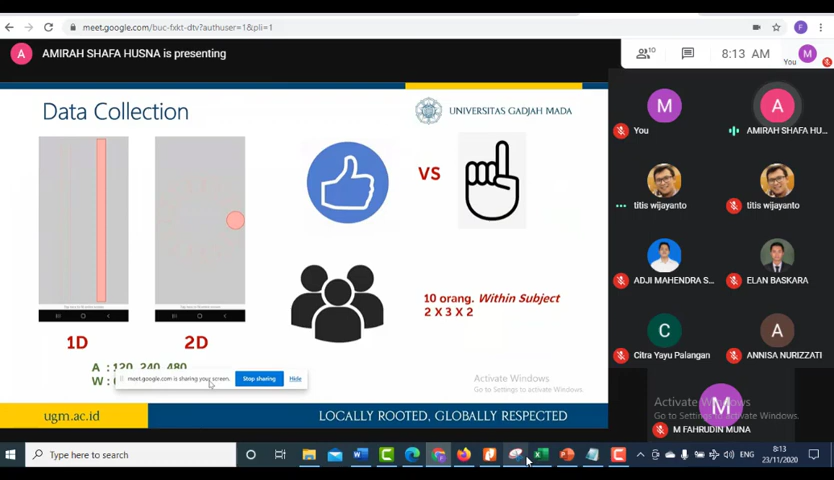 meet.google.com/buc-fxkt-dtv?authuser=1&pli=1
A
AMIRAH SHAFA HUSNA is presenting
10
8:13 AM
You
M
Data Collection
UNIVERSITAS GADJAH MADA
VS
10 orang. Within Subject
2 X 3 X 2
1D
2D
A : 120, 240, 480
W :
meet.google.com is sharing your screen.
Stop sharing
Hide
Activate Windows
Go to Settings to activate Windows.
ugm.ac.id
LOCALLY ROOTED, GLOBALLY RESPECTED
M
You
A
AMIRAH SHAFA HU...
titis wijayanto
titis wijayanto
ADJI MAHENDRA S...
ELAN BASKARA
C
Citra Yayu Palangan
A
ANNISA NURIZZATI
M
Activate Windows
Go to Settings to activate Windows.
M FAHRUDIN MUNA
Type here to search
ENG
8:13
23/11/2020